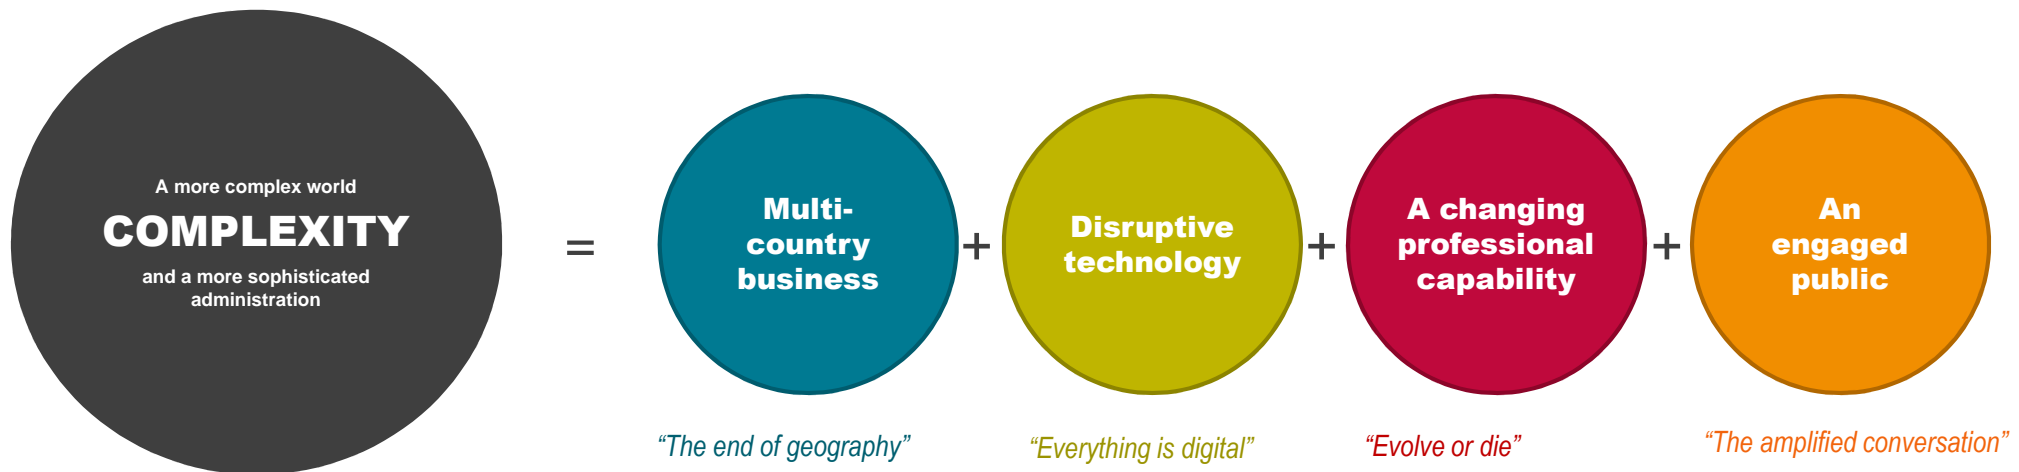 A more complex world
COMPLEXITY
and a more sophisticated
administration
=
Multi-
country
business
+
Disruptive
technology
+
A changing
professional
capability
+
An
engaged
public
“The end of geography”
“Everything is digital”
“Evolve or die”
“The amplified conversation”